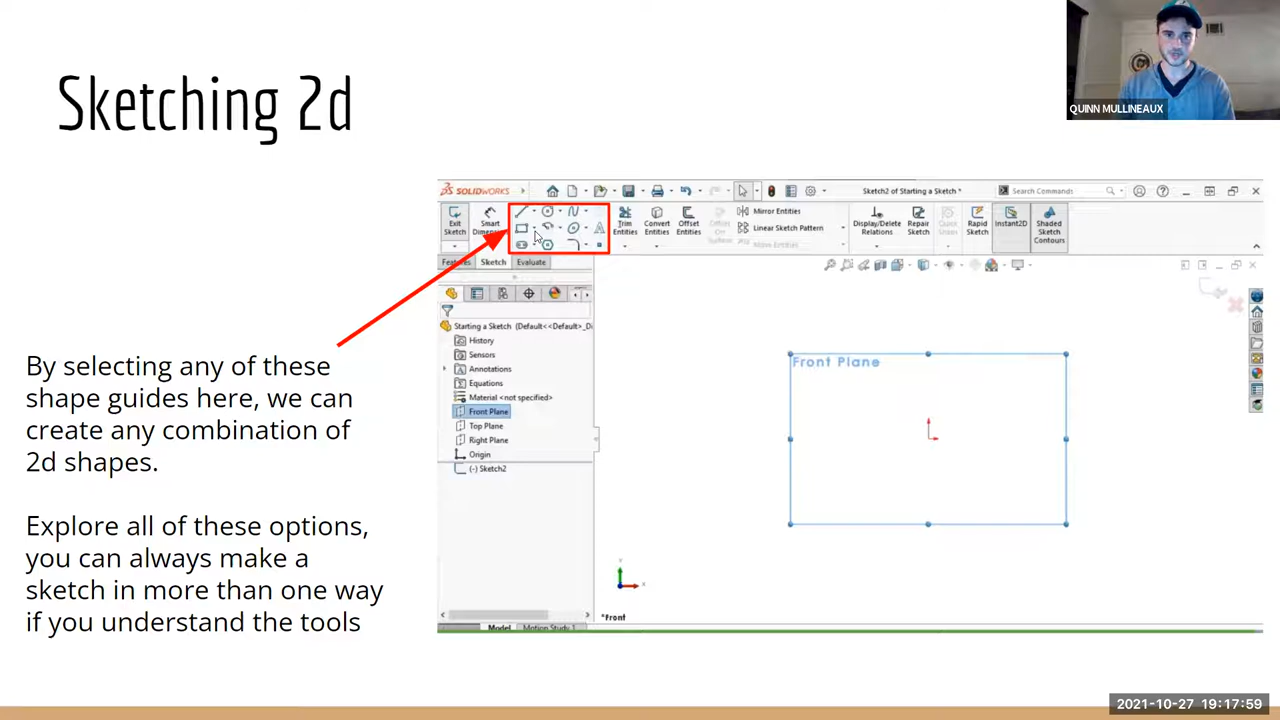 Sketching 2d
QUINN MULLINEAUX
SOLIDWORKS
Sketch2 of Starting a Sketch *
Search Commands
Exit Sketch
Smart
Trim Entities
Convert Entities
Offset Entities
Mirror Entities
Linear Sketch Pattern
Move Entities
Display/Delete Relations
Repair Sketch
Rapid Sketch
Instant2D
Shaded Sketch Contours
Features
Sketch
Evaluate
Starting a Sketch (Default<<Default>_Di
History
Sensors
Annotations
Equations
Material <not specified>
Front Plane
Top Plane
Right Plane
Origin
(-) Sketch2
Front Plane
*Front
Model
Motion Study 1
By selecting any of these
shape guides here, we can
create any combination of
2d shapes.
Explore all of these options,
you can always make a
sketch in more than one way
if you understand the tools
2021-10-27 19:17:59